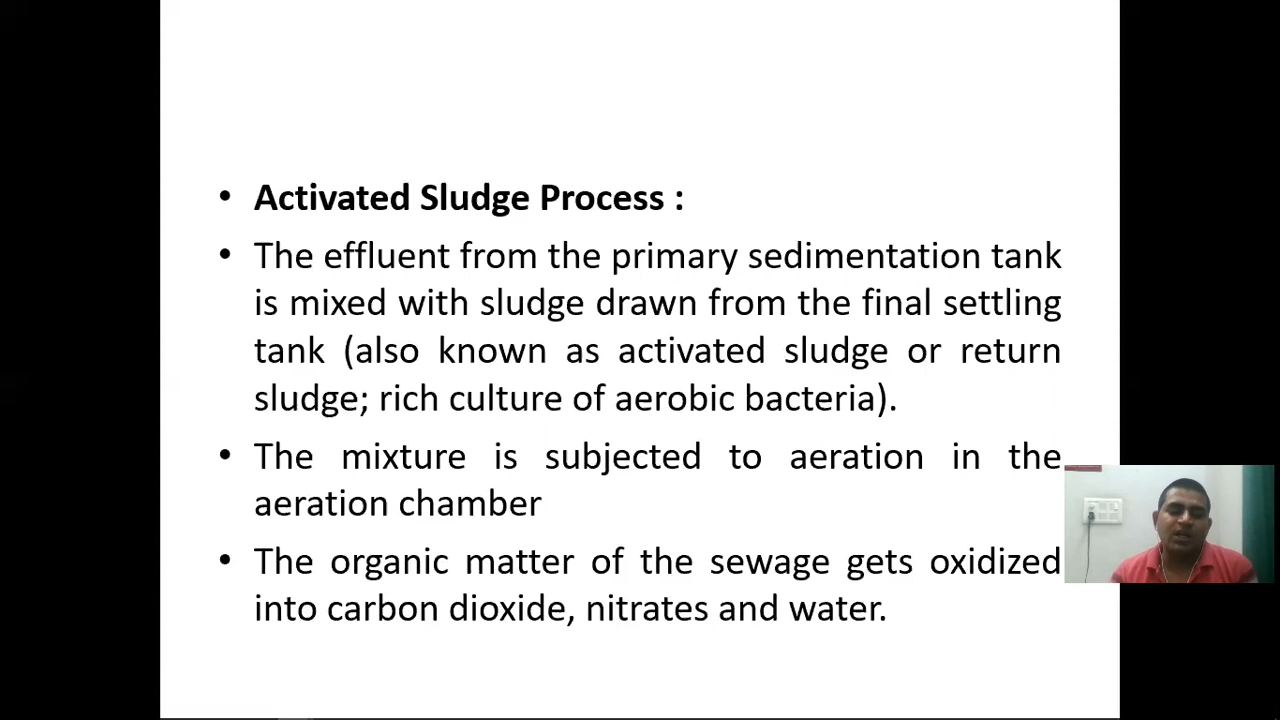 • Activated Sludge Process :
• The effluent from the primary sedimentation tank
is mixed with sludge drawn from the final settling
tank (also known as activated sludge or return
sludge; rich culture of aerobic bacteria).
• The mixture is subjected to aeration in the
aeration chamber
• The organic matter of the sewage gets oxidized
into carbon dioxide, nitrates and water.